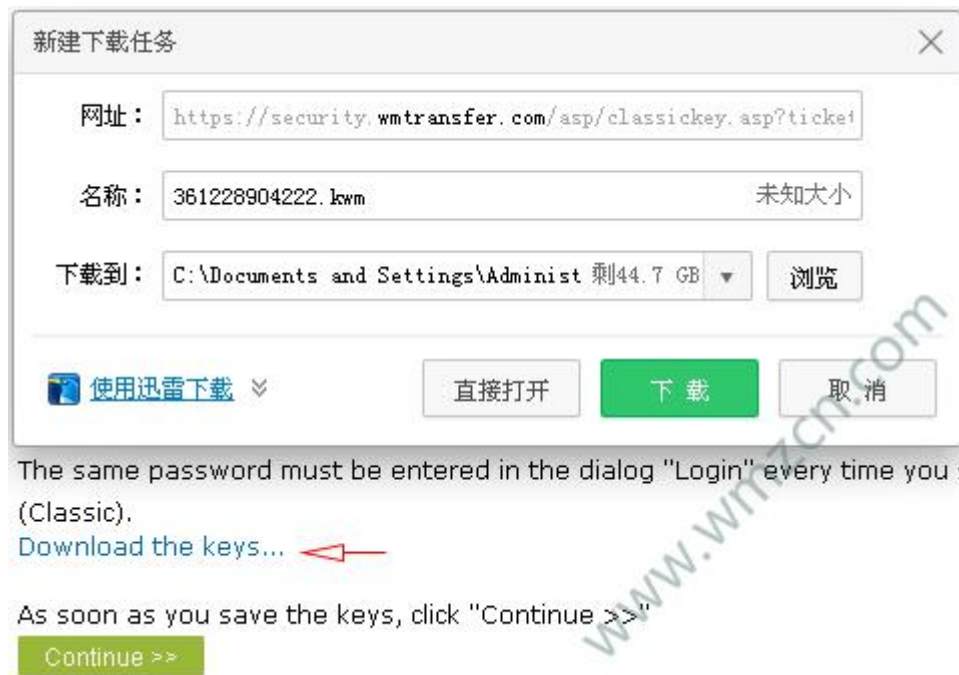 新建下载任务
网址： https://security.wmtransfer.com/asp/classickey.asp?ticket
名称： 361228904222.kwm 未知大小
下载到： C:\Documents and Settings\Administ 剩44.7 GB 浏览
使用迅雷下载 直接打开 下载 取消
The same password must be entered in the dialog "Login" every time you
(Classic).
Download the keys...
As soon as you save the keys, click "Continue >>"
Continue >>
www.wmzcn.com